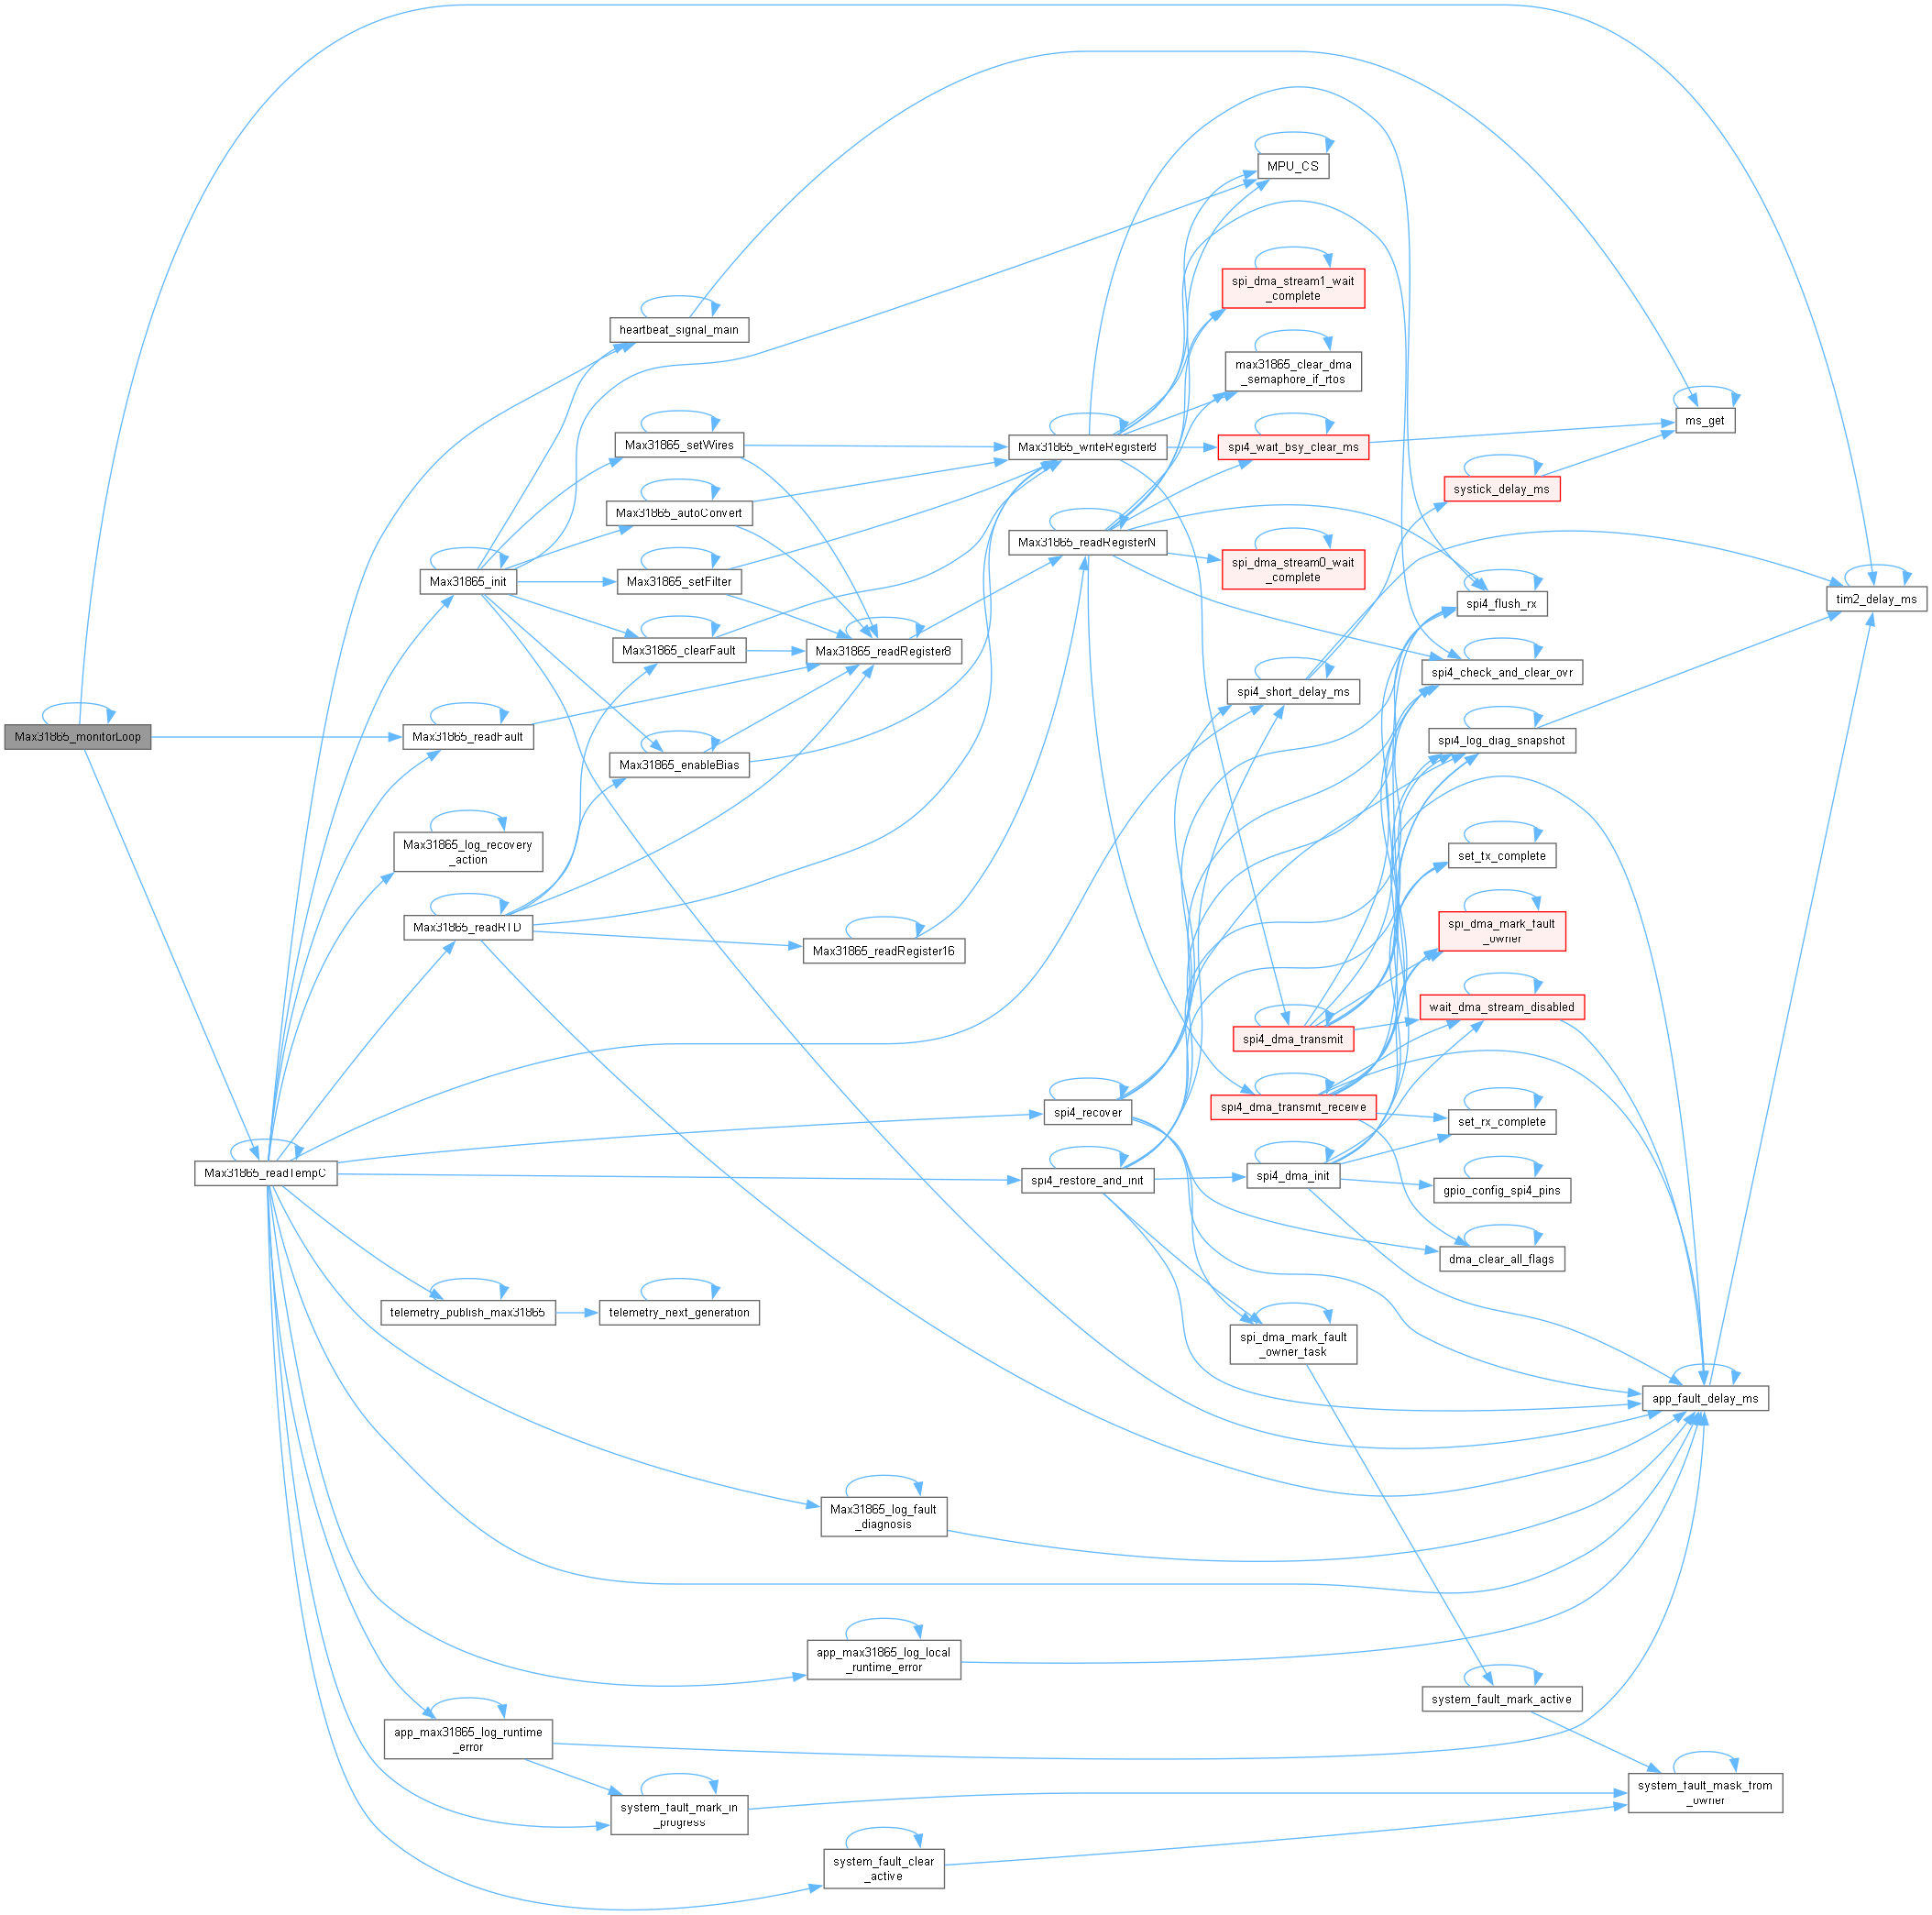 MPU_CS
spi_dma_stream1_wait
_complete
heartbeat_signal_main
max31865_clear_dma
_semaphore_if_rtos
ms_get
Max31865_setWires
Max31865_writeRegister8
spi4_wait_bsy_clear_ms
systick_delay_ms
Max31865_autoConvert
Max31865_readRegisterN
spi_dma_stream0_wait
_complete
Max31865_init
Max31865_setFilter
spi4_flush_rx
tim2_delay_ms
Max31865_clearFault
Max31865_readRegister8
spi4_check_and_clear_ovr
spi4_short_delay_ms
Max31865_monitorLoop
Max31865_readFault
spi4_log_diag_snapshot
Max31865_enableBias
Max31865_log_recovery
_action
set_tx_complete
Max31865_readRTD
spi_dma_mark_fault
_owner
Max31865_readRegister16
wait_dma_stream_disabled
spi4_dma_transmit
spi4_recover
spi4_dma_transmit_receive
set_rx_complete
Max31865_readTempC
spi4_restore_and_init
spi4_dma_init
gpio_config_spi4_pins
dma_clear_all_flags
telemetry_publish_max31865
telemetry_next_generation
spi_dma_mark_fault
_owner_task
app_fault_delay_ms
Max31865_log_fault
_diagnosis
app_max31865_log_local
_runtime_error
system_fault_mark_active
app_max31865_log_runtime
_error
system_fault_mask_from
_owner
system_fault_mark_in
_progress
system_fault_clear
_active